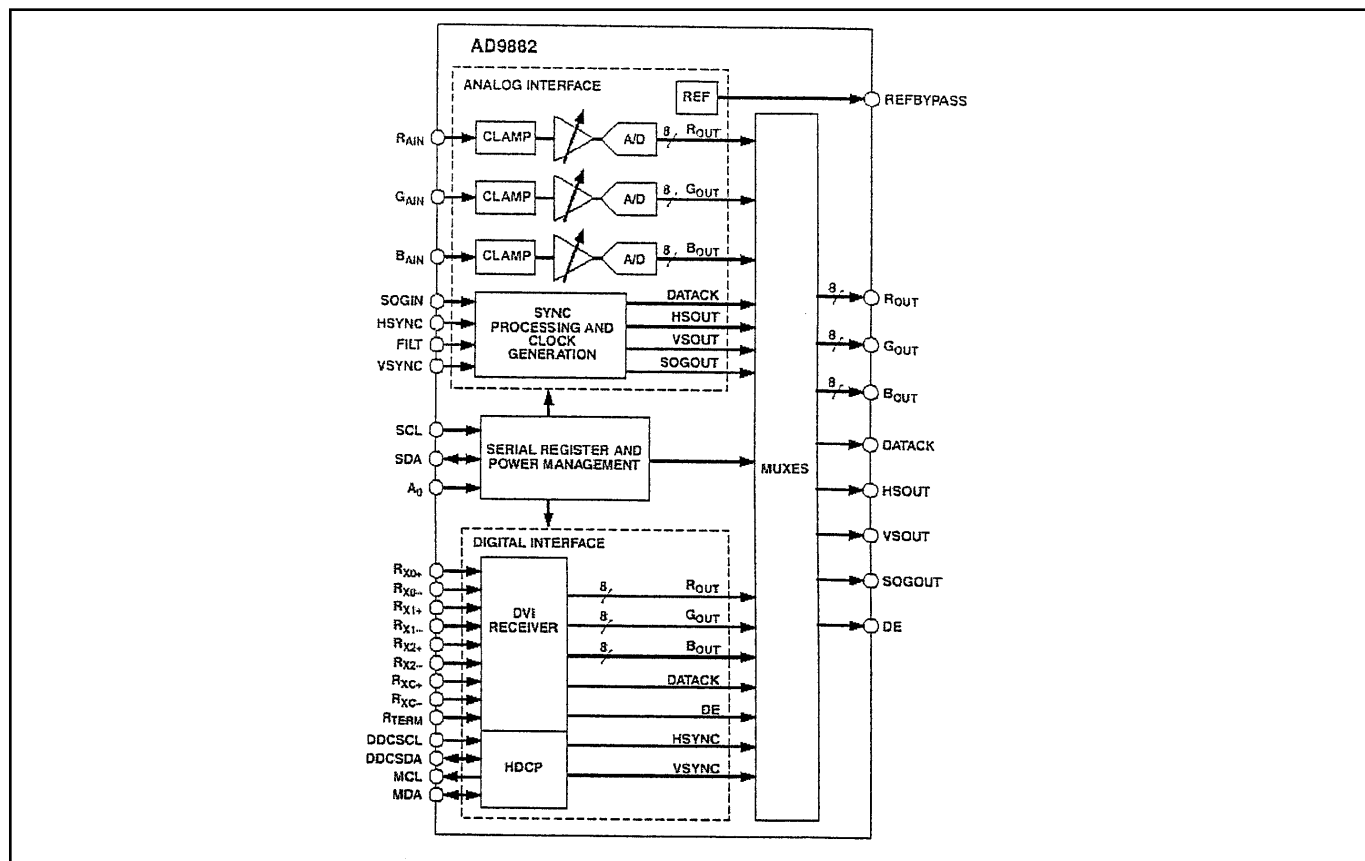 AD9882
ANALOG INTERFACE
REF
REFBYPASS
RAIN
CLAMP
A/D
8
ROUT
GAIN
CLAMP
A/D
8
GOUT
BAIN
CLAMP
A/D
8
BOUT
SOGIN
HSYNC
FILT
VSYNC
SYNC
PROCESSING AND
CLOCK
GENERATION
DATACK
HSOUT
VSOUT
SOGOUT
SCL
SDA
A0
SERIAL REGISTER AND
POWER MANAGEMENT
MUXES
8
ROUT
8
GOUT
8
BOUT
DATACK
HSOUT
VSOUT
SOGOUT
DE
DIGITAL INTERFACE
RX0+
RX0-
RX1+
RX1-
RX2+
RX2-
RXC+
RXC-
RTERM
DVI
RECEIVER
8
ROUT
8
GOUT
8
BOUT
DATACK
DE
DDCSCL
DDCSDA
MCL
MDA
HDCP
HSYNC
VSYNC